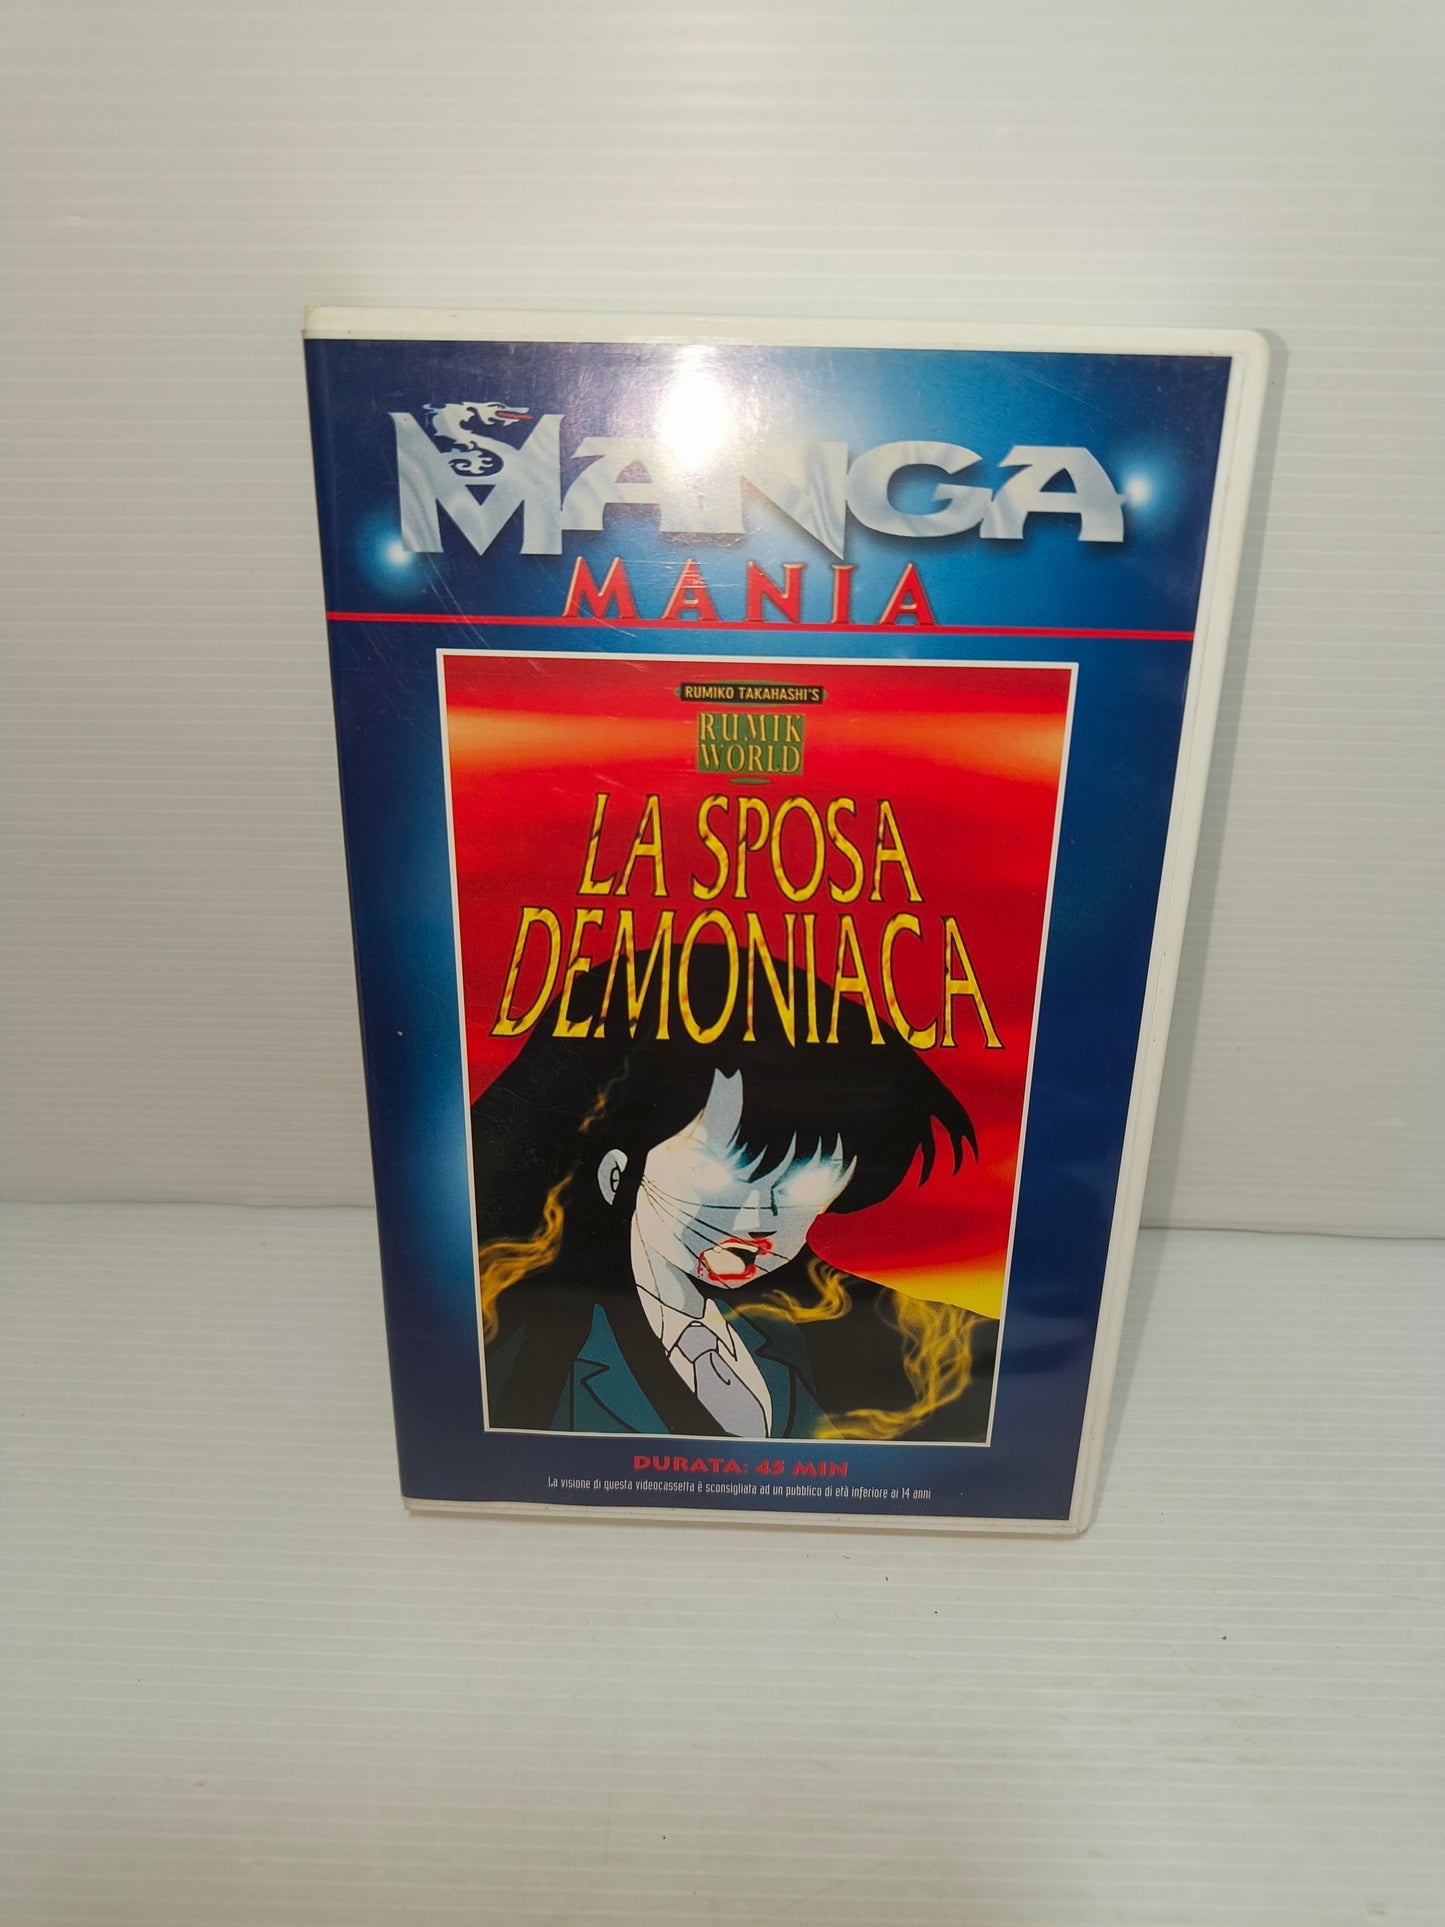 MANGA
MANIA
RUMIKO TAKAHASHI'S
RUMIK
WORLD
LA SPOSA
DEMONIACA
DURATA: 45 MIN
La visione di questa videocassetta è sconsigliata ad un pubblico di età inferiore ai 14 anni